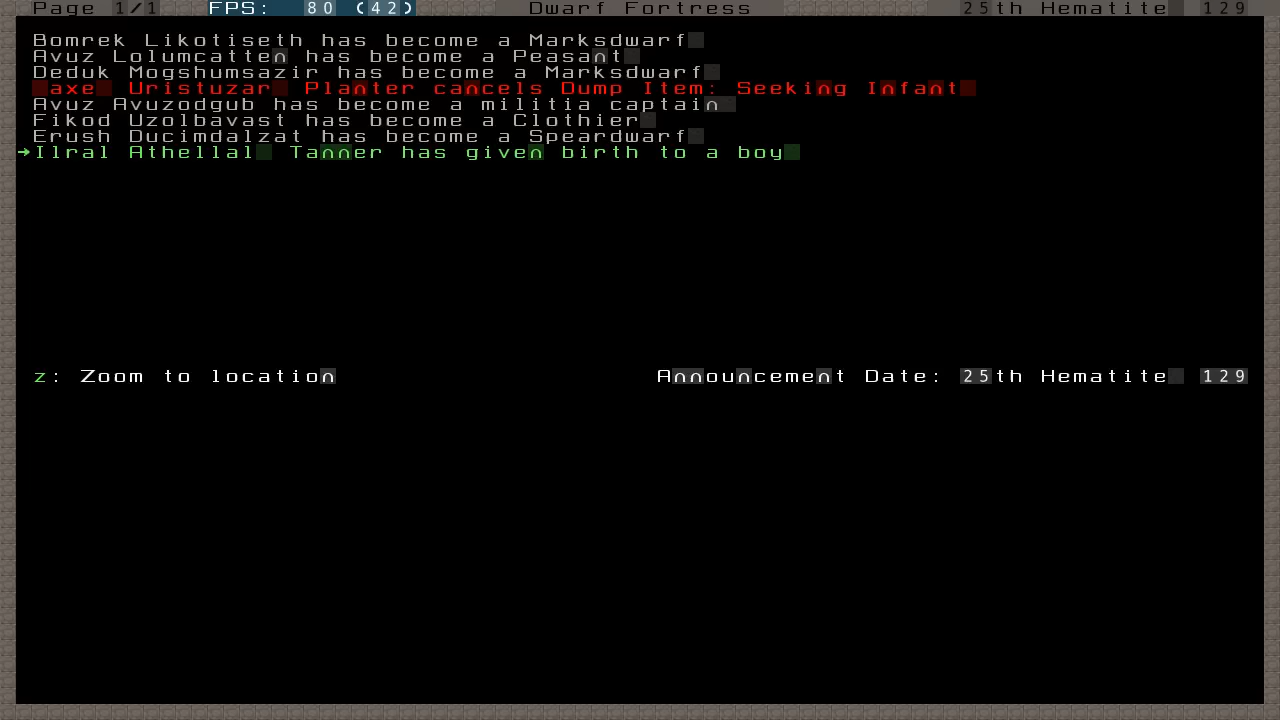 Page 1/1 FPS: 80 (42) Dwarf Fortress 25th Hematite 129
Bomrek Likotiseth has become a Marksdwarf
Avuz Lolumcatten has become a Peasant
Deduk Mogshumsazir has become a Marksdwarf
axe Uristuzar Planter cancels Dump Item: Seeking Infant
Avuz Avuzodgub has become a militia captain
Fikod Uzolbavast has become a Clothier
Erush Ducimdalzat has become a Speardwarf
→Ilral Athellal Tanner has given birth to a boy
z: Zoom to location Announcement Date: 25th Hematite 129